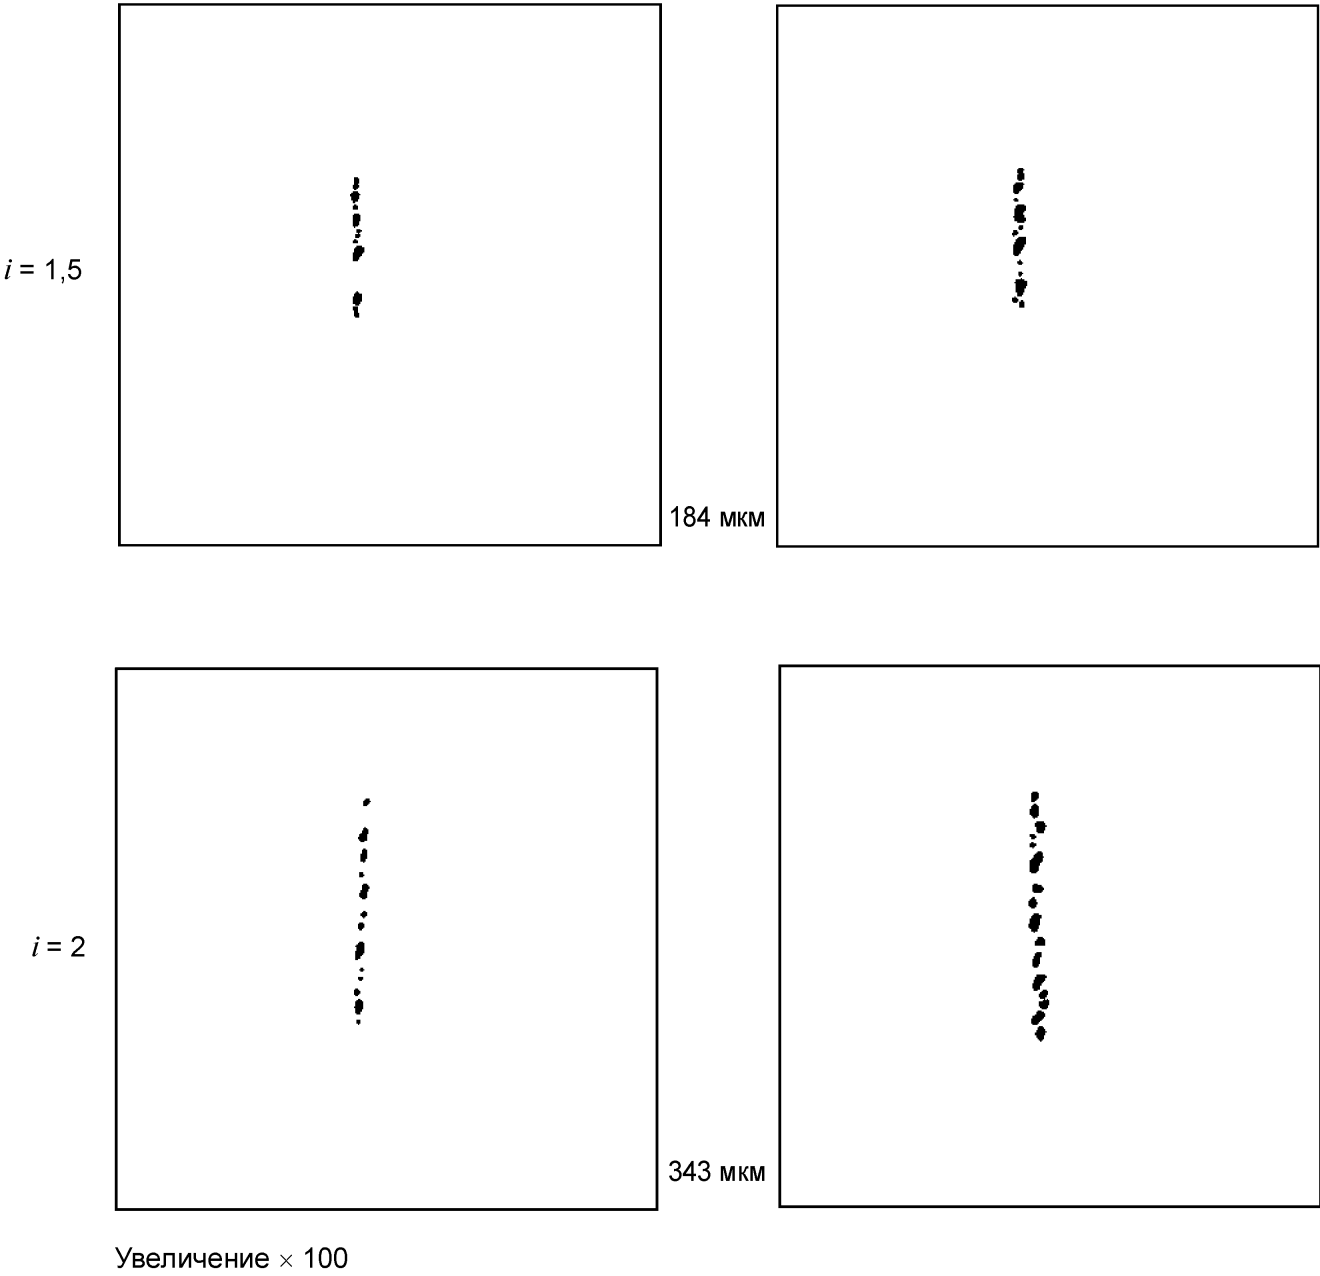 i = 1,5
184 мкм
i = 2
343 мкм
Увеличение × 100